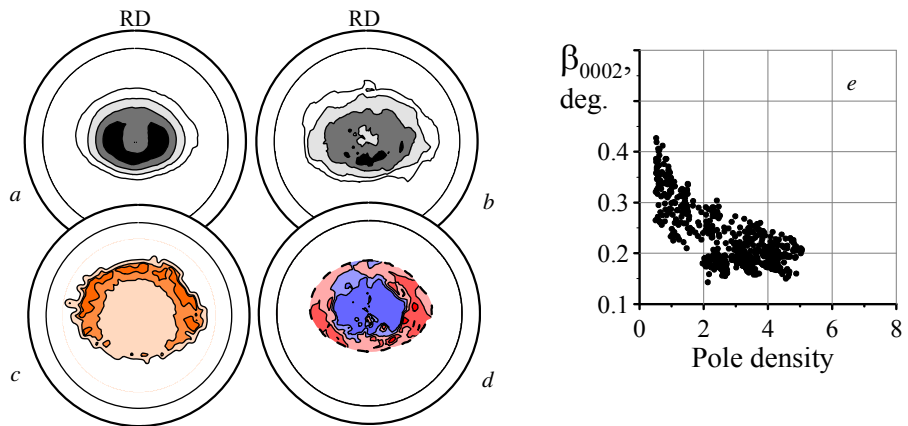 RD
RD
a
b
c
d
β0002,
deg.
e
0.4
0.3
0.2
0.1
0 2 4 6 8
Pole density